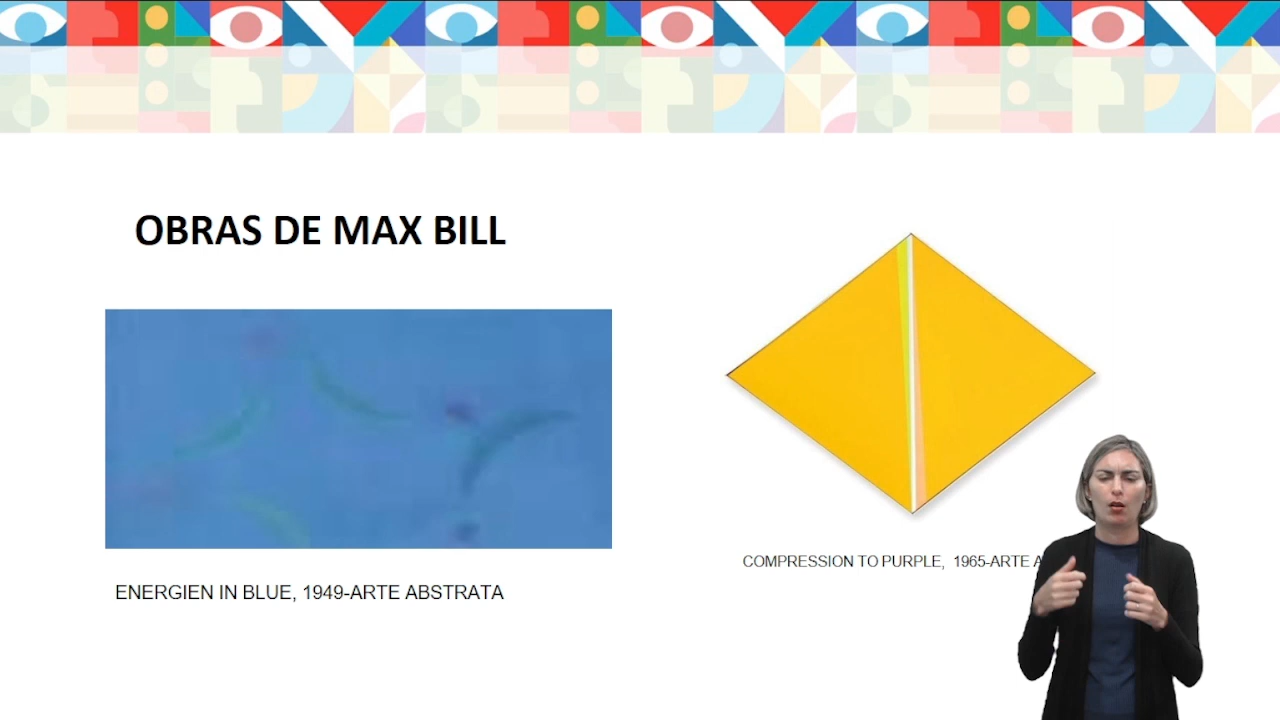 OBRAS DE MAX BILL
ENERGIEN IN BLUE, 1949-ARTE ABSTRATA
COMPRESSION TO PURPLE, 1965-ARTE